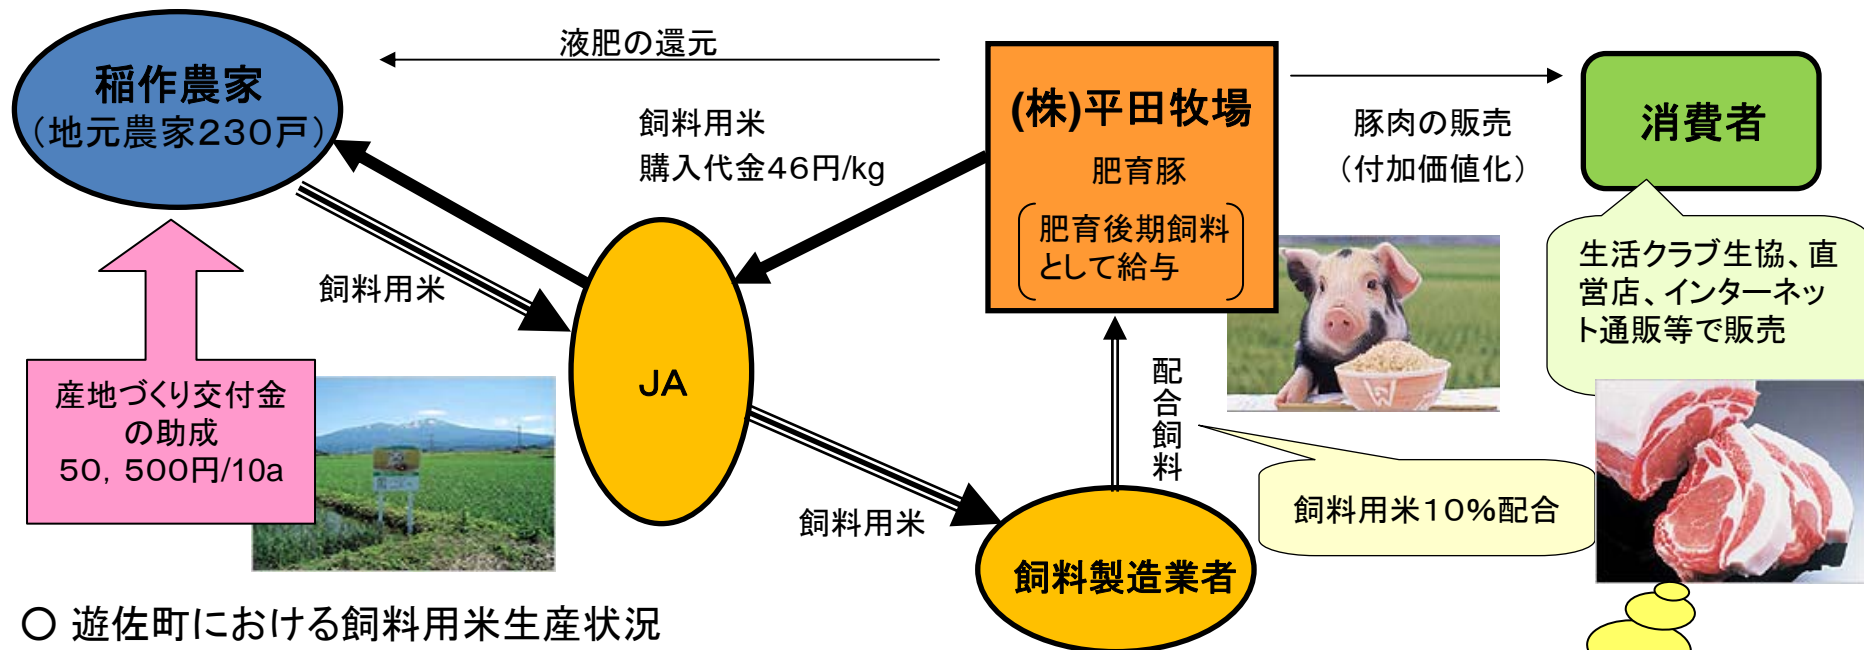 液肥の還元
稲作農家
（地元農家230戸）
飼料用米
購入代金46円/kg
(株)平田牧場
肥育豚
肥育後期飼料
として給与
豚肉の販売
（付加価値化）
消費者
生活クラブ生協、直
営店、インターネッ
ト通販等で販売
飼料用米
JA
配合飼料
産地づくり交付金
の助成
50，500円/10a
飼料用米
飼料用米10%配合
飼料製造業者
○ 遊佐町における飼料用米生産状況